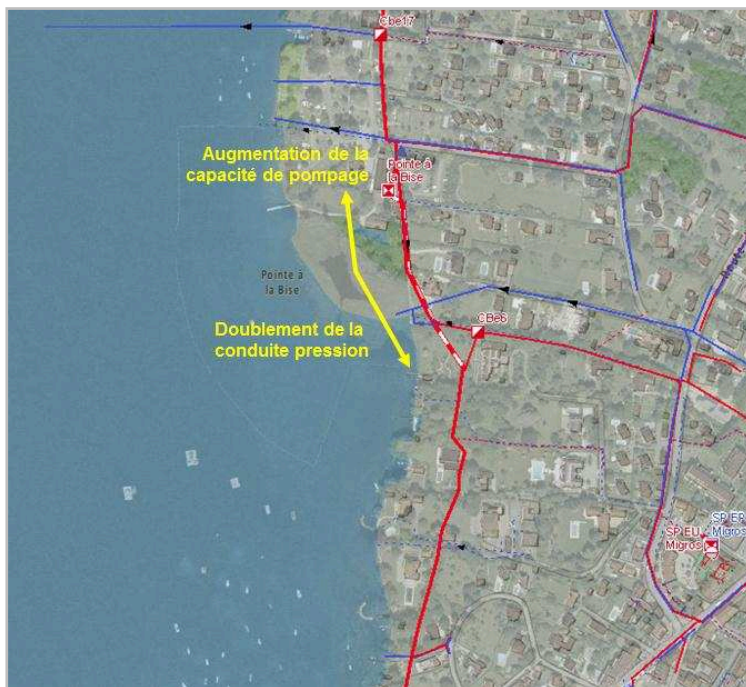 Cbe17
Augmentation de la
capacité de pompage
Pointe à
la Bise
Pointe à
la Bise
Doublement de la
conduite pression
CBe6
SP EP
Migros
SP EU
Migros